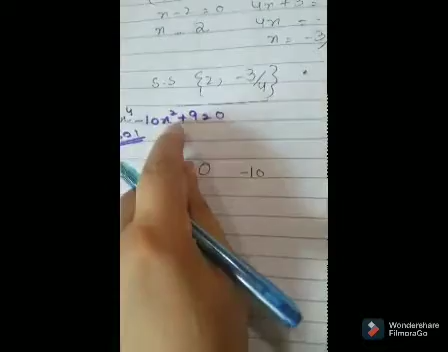 x-2=0 4x+3=
x = 2 4x = -
x = -3/
S.S {2, -3/4}
x⁴-10x²+9=0
0 -10
Wondershare
FilmoraGo